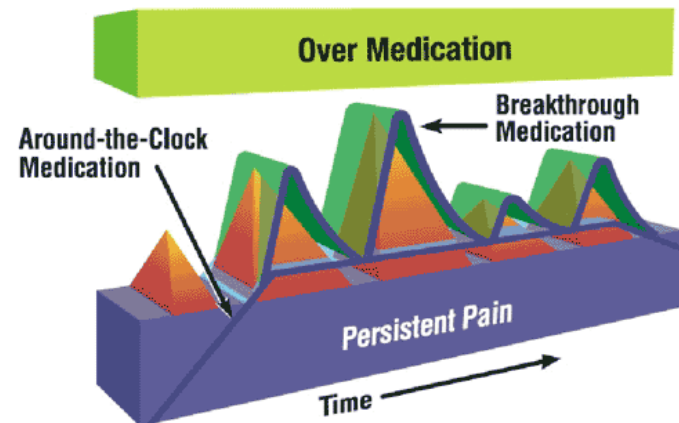 Over Medication
Breakthrough
Medication
Around-the-Clock
Medication
Persistent Pain
Time